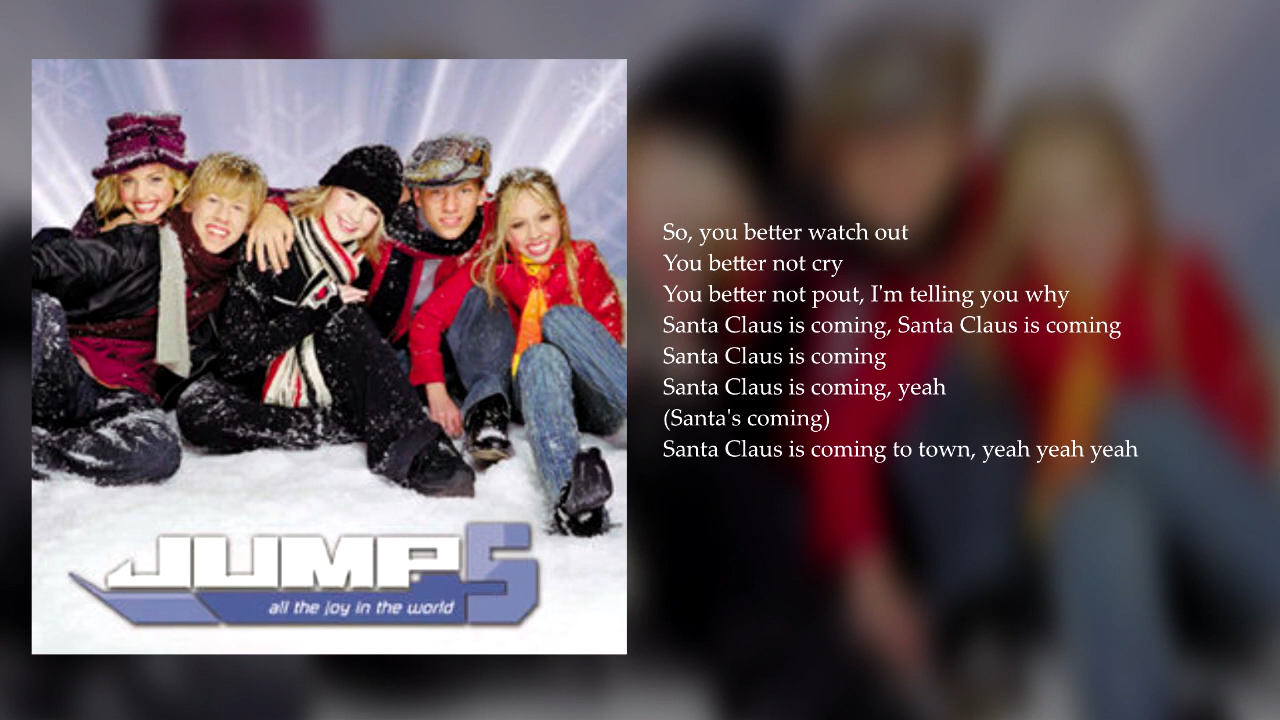 JUMP5
all the joy in the world
So, you better watch out
You better not cry
You better not pout, I'm telling you why
Santa Claus is coming, Santa Claus is coming
Santa Claus is coming
Santa Claus is coming, yeah
(Santa's coming)
Santa Claus is coming to town, yeah yeah yeah